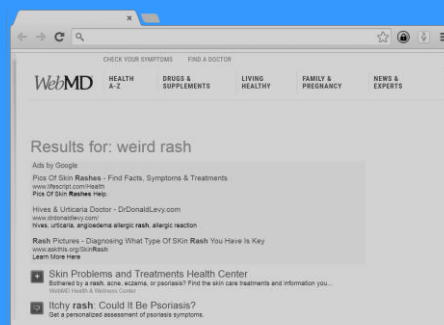 CHECK YOUR SYMPTOMS FIND A DOCTOR
WebMD
HEALTH A-Z
DRUGS & SUPPLEMENTS
LIVING HEALTHY
FAMILY & PREGNANCY
NEWS & EXPERTS
Results for: weird rash
Ads by Google
Pics Of Skin Rashes - Find Facts, Symptoms & Treatments
www.lifescript.com/Health
Pics Of Skin Rashes Help.
Hives & Urticaria Doctor - DrDonaldLevy.com
www.drdonaldlevy.com/
hives, urticaria, angioedema allergic rash, allergic reaction
Rash Pictures - Diagnosing What Type Of SKin Rash You Have Is Key
www.askthis.org/SkinRash
Learn More Here
Skin Problems and Treatments Health Center
Bothered by a rash, acne, eczema, or psoriasis? Find the skin care treatments and information you...
WebMD Health & Wellness Center
Itchy rash: Could It Be Psoriasis?
Get a personalized assessment of psoriasis symptoms.